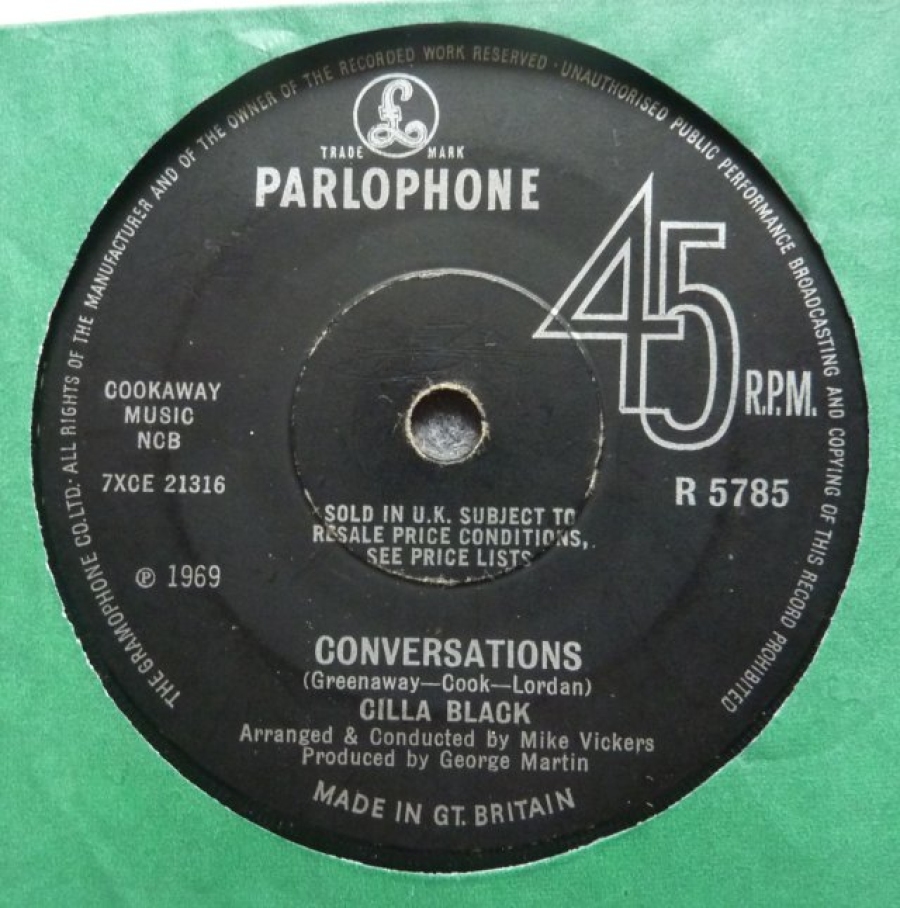 THE GRAMOPHONE CO. LTD. · ALL RIGHTS OF THE MANUFACTURER AND OF THE OWNER OF THE RECORDED WORK RESERVED · UNAUTHORISED PUBLIC PERFORMANCE BROADCASTING AND COPYING OF THIS RECORD PROHIBITED
£
TRADE MARK
PARLOPHONE
45 R.P.M.
COOKAWAY
MUSIC
NCB
7XCE 21316
R 5785
SOLD IN U.K. SUBJECT TO
RESALE PRICE CONDITIONS,
SEE PRICE LISTS
℗ 1969
CONVERSATIONS
(Greenaway—Cook—Lordan)
CILLA BLACK
Arranged & Conducted by Mike Vickers
Produced by George Martin
MADE IN GT. BRITAIN